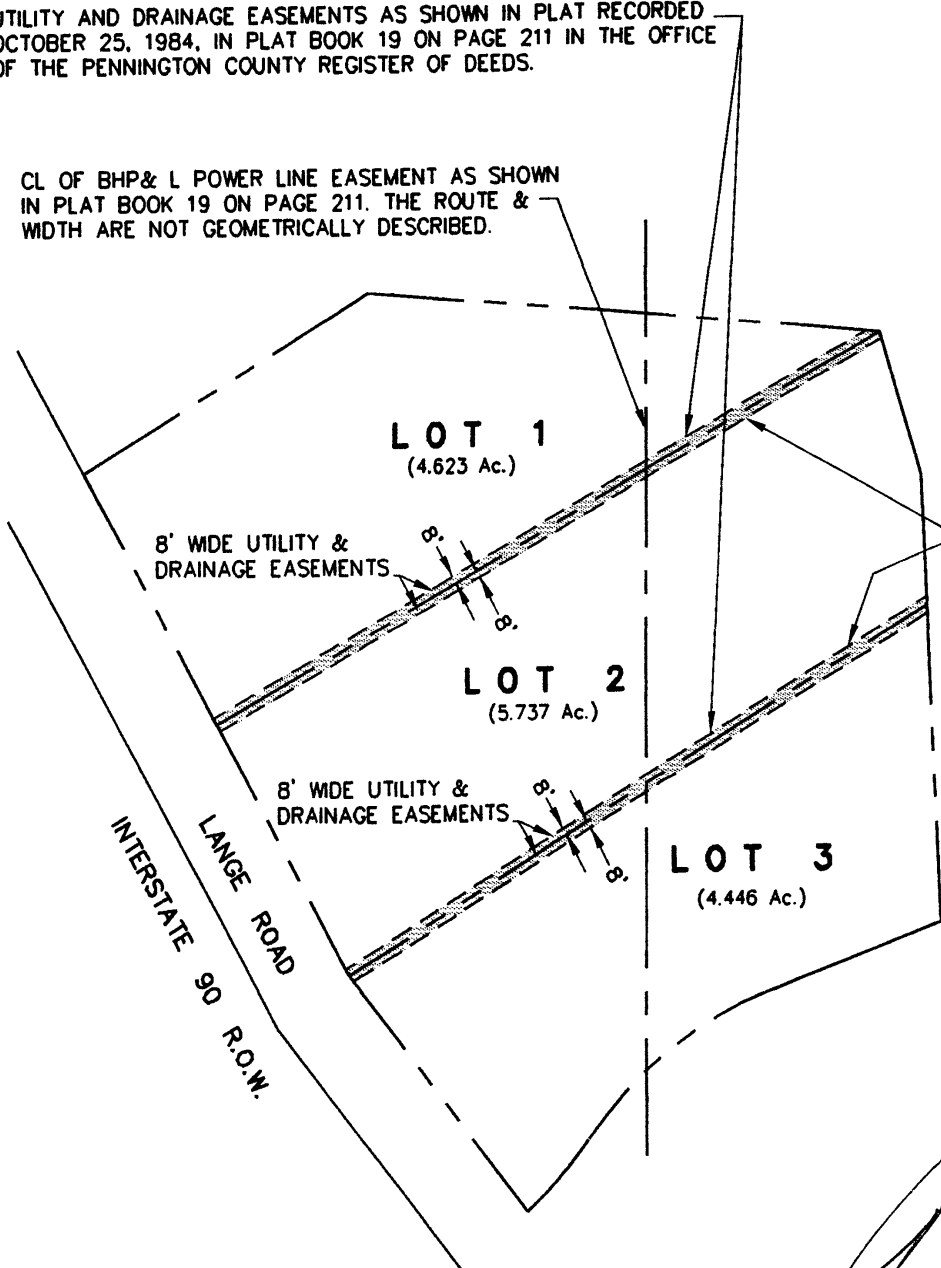 UTILITY AND DRAINAGE EASEMENTS AS SHOWN IN PLAT RECORDED
OCTOBER 25, 1984, IN PLAT BOOK 19 ON PAGE 211 IN THE OFFICE
OF THE PENNINGTON COUNTY REGISTER OF DEEDS.
CL OF BHP& L POWER LINE EASEMENT AS SHOWN
IN PLAT BOOK 19 ON PAGE 211. THE ROUTE &
WIDTH ARE NOT GEOMETRICALLY DESCRIBED.
LOT 1
(4.623 Ac.)
8' WIDE UTILITY &
DRAINAGE EASEMENTS
8'
8'
LOT 2
(5.737 Ac.)
8' WIDE UTILITY &
DRAINAGE EASEMENTS
8'
8'
LOT 3
(4.446 Ac.)
LANGE ROAD
INTERSTATE 90 R.O.W.